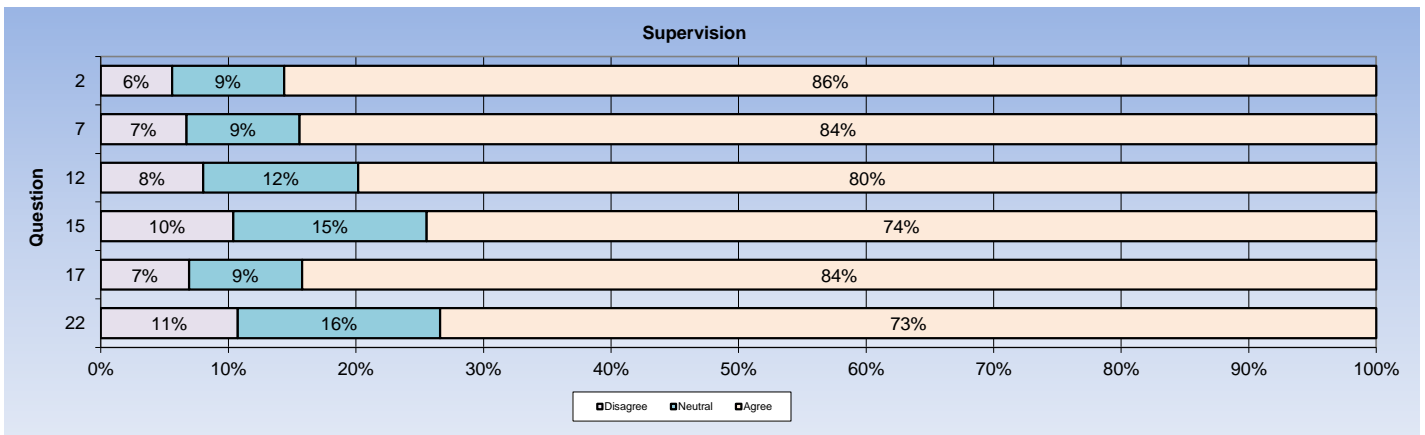 Supervision
2 6% 9% 86%
7 7% 9% 84%
12 8% 12% 80%
15 10% 15% 74%
17 7% 9% 84%
22 11% 16% 73%
Question
0% 10% 20% 30% 40% 50% 60% 70% 80% 90% 100%
Disagree Neutral Agree